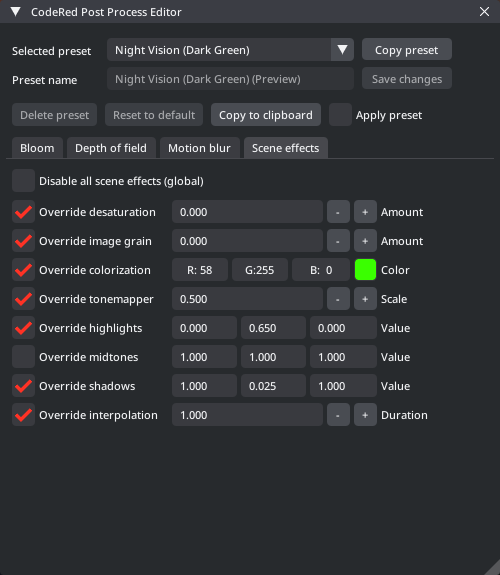 CodeRed Post Process Editor
Selected preset Night Vision (Dark Green) Copy preset
Preset name Night Vision (Dark Green) (Preview) Save changes
Delete preset Reset to default Copy to clipboard Apply preset
Bloom Depth of field Motion blur Scene effects
Disable all scene effects (global)
Override desaturation 0.000 - + Amount
Override image grain 0.000 - + Amount
Override colorization R: 58 G:255 B: 0 Color
Override tonemapper 0.500 - + Scale
Override highlights 0.000 0.650 0.000 Value
Override midtones 1.000 1.000 1.000 Value
Override shadows 1.000 0.025 1.000 Value
Override interpolation 1.000 - + Duration